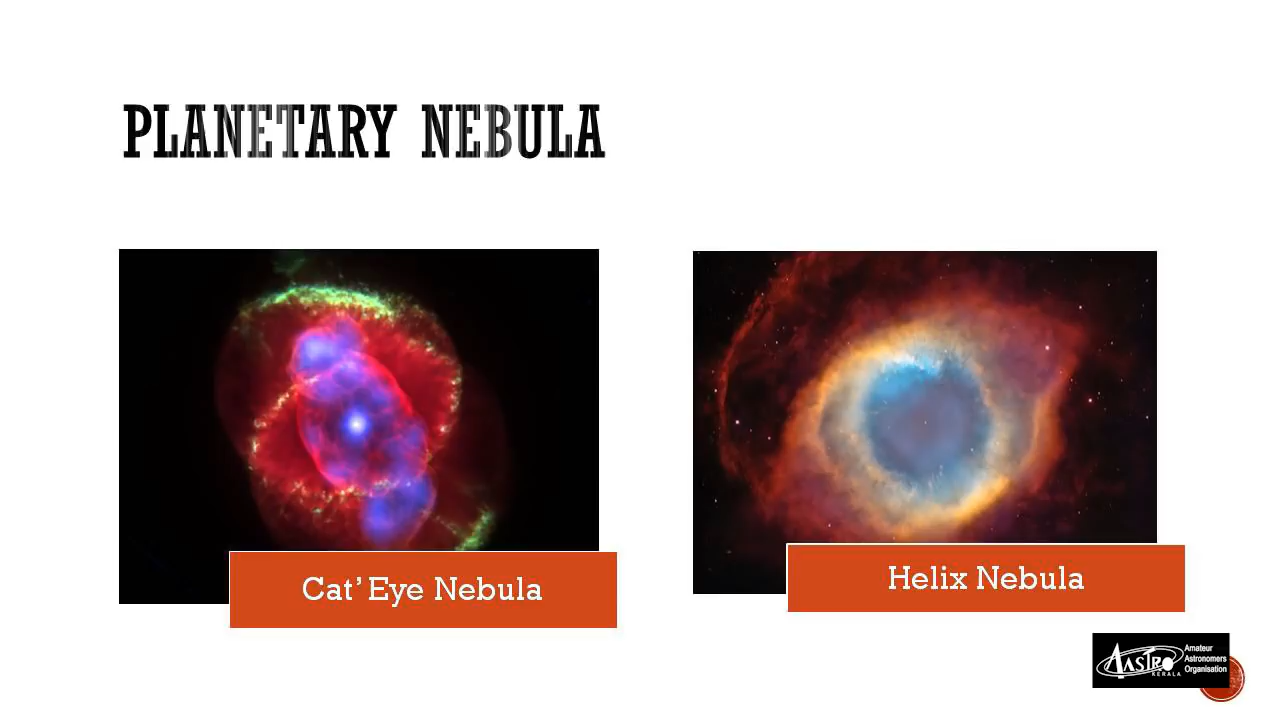 PLANETARY NEBULA
Cat’ Eye Nebula
Helix Nebula
AASTRO
KERALA
Amateur
Astronomers
Organisation